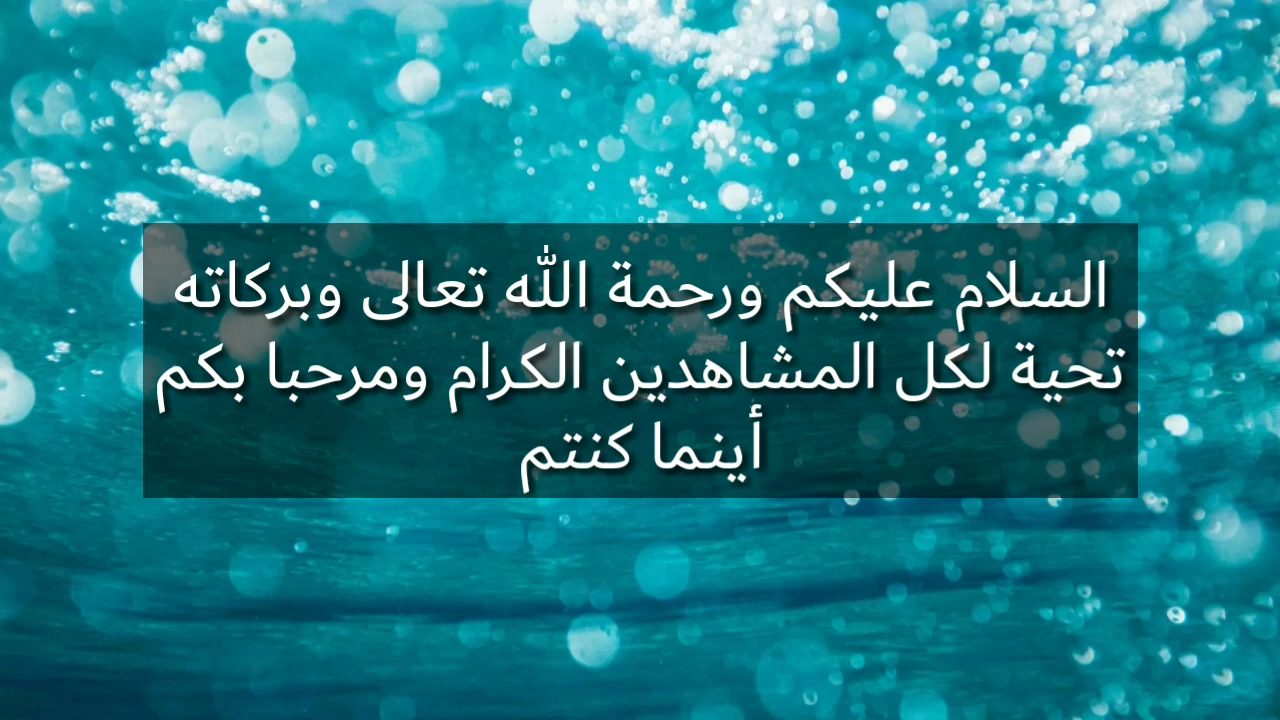 السلام عليكم ورحمة الله تعالى وبركاته
تحية لكل المشاهدين الكرام ومرحبا بكم
أينما كنتم